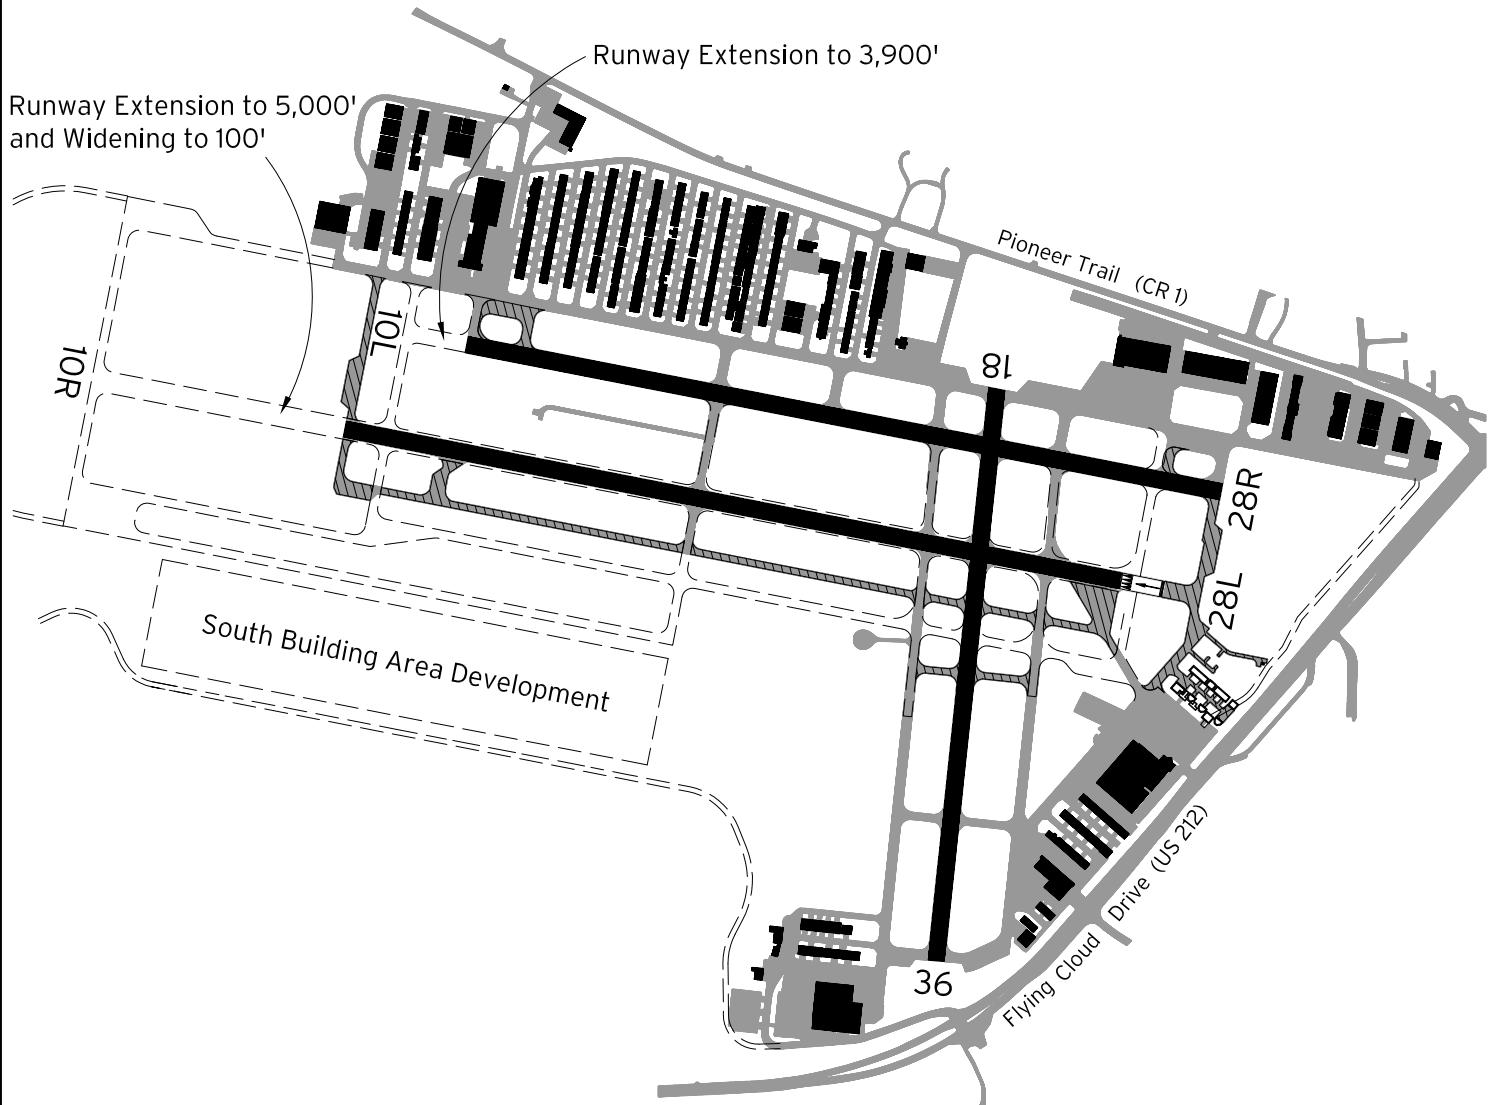 Runway Extension to 3,900'
Runway Extension to 5,000'
and Widening to 100'
Pioneer Trail (CR 1)
10L
10R
18
28R
28L
South Building Area Development
Flying Cloud Drive (US 212)
36